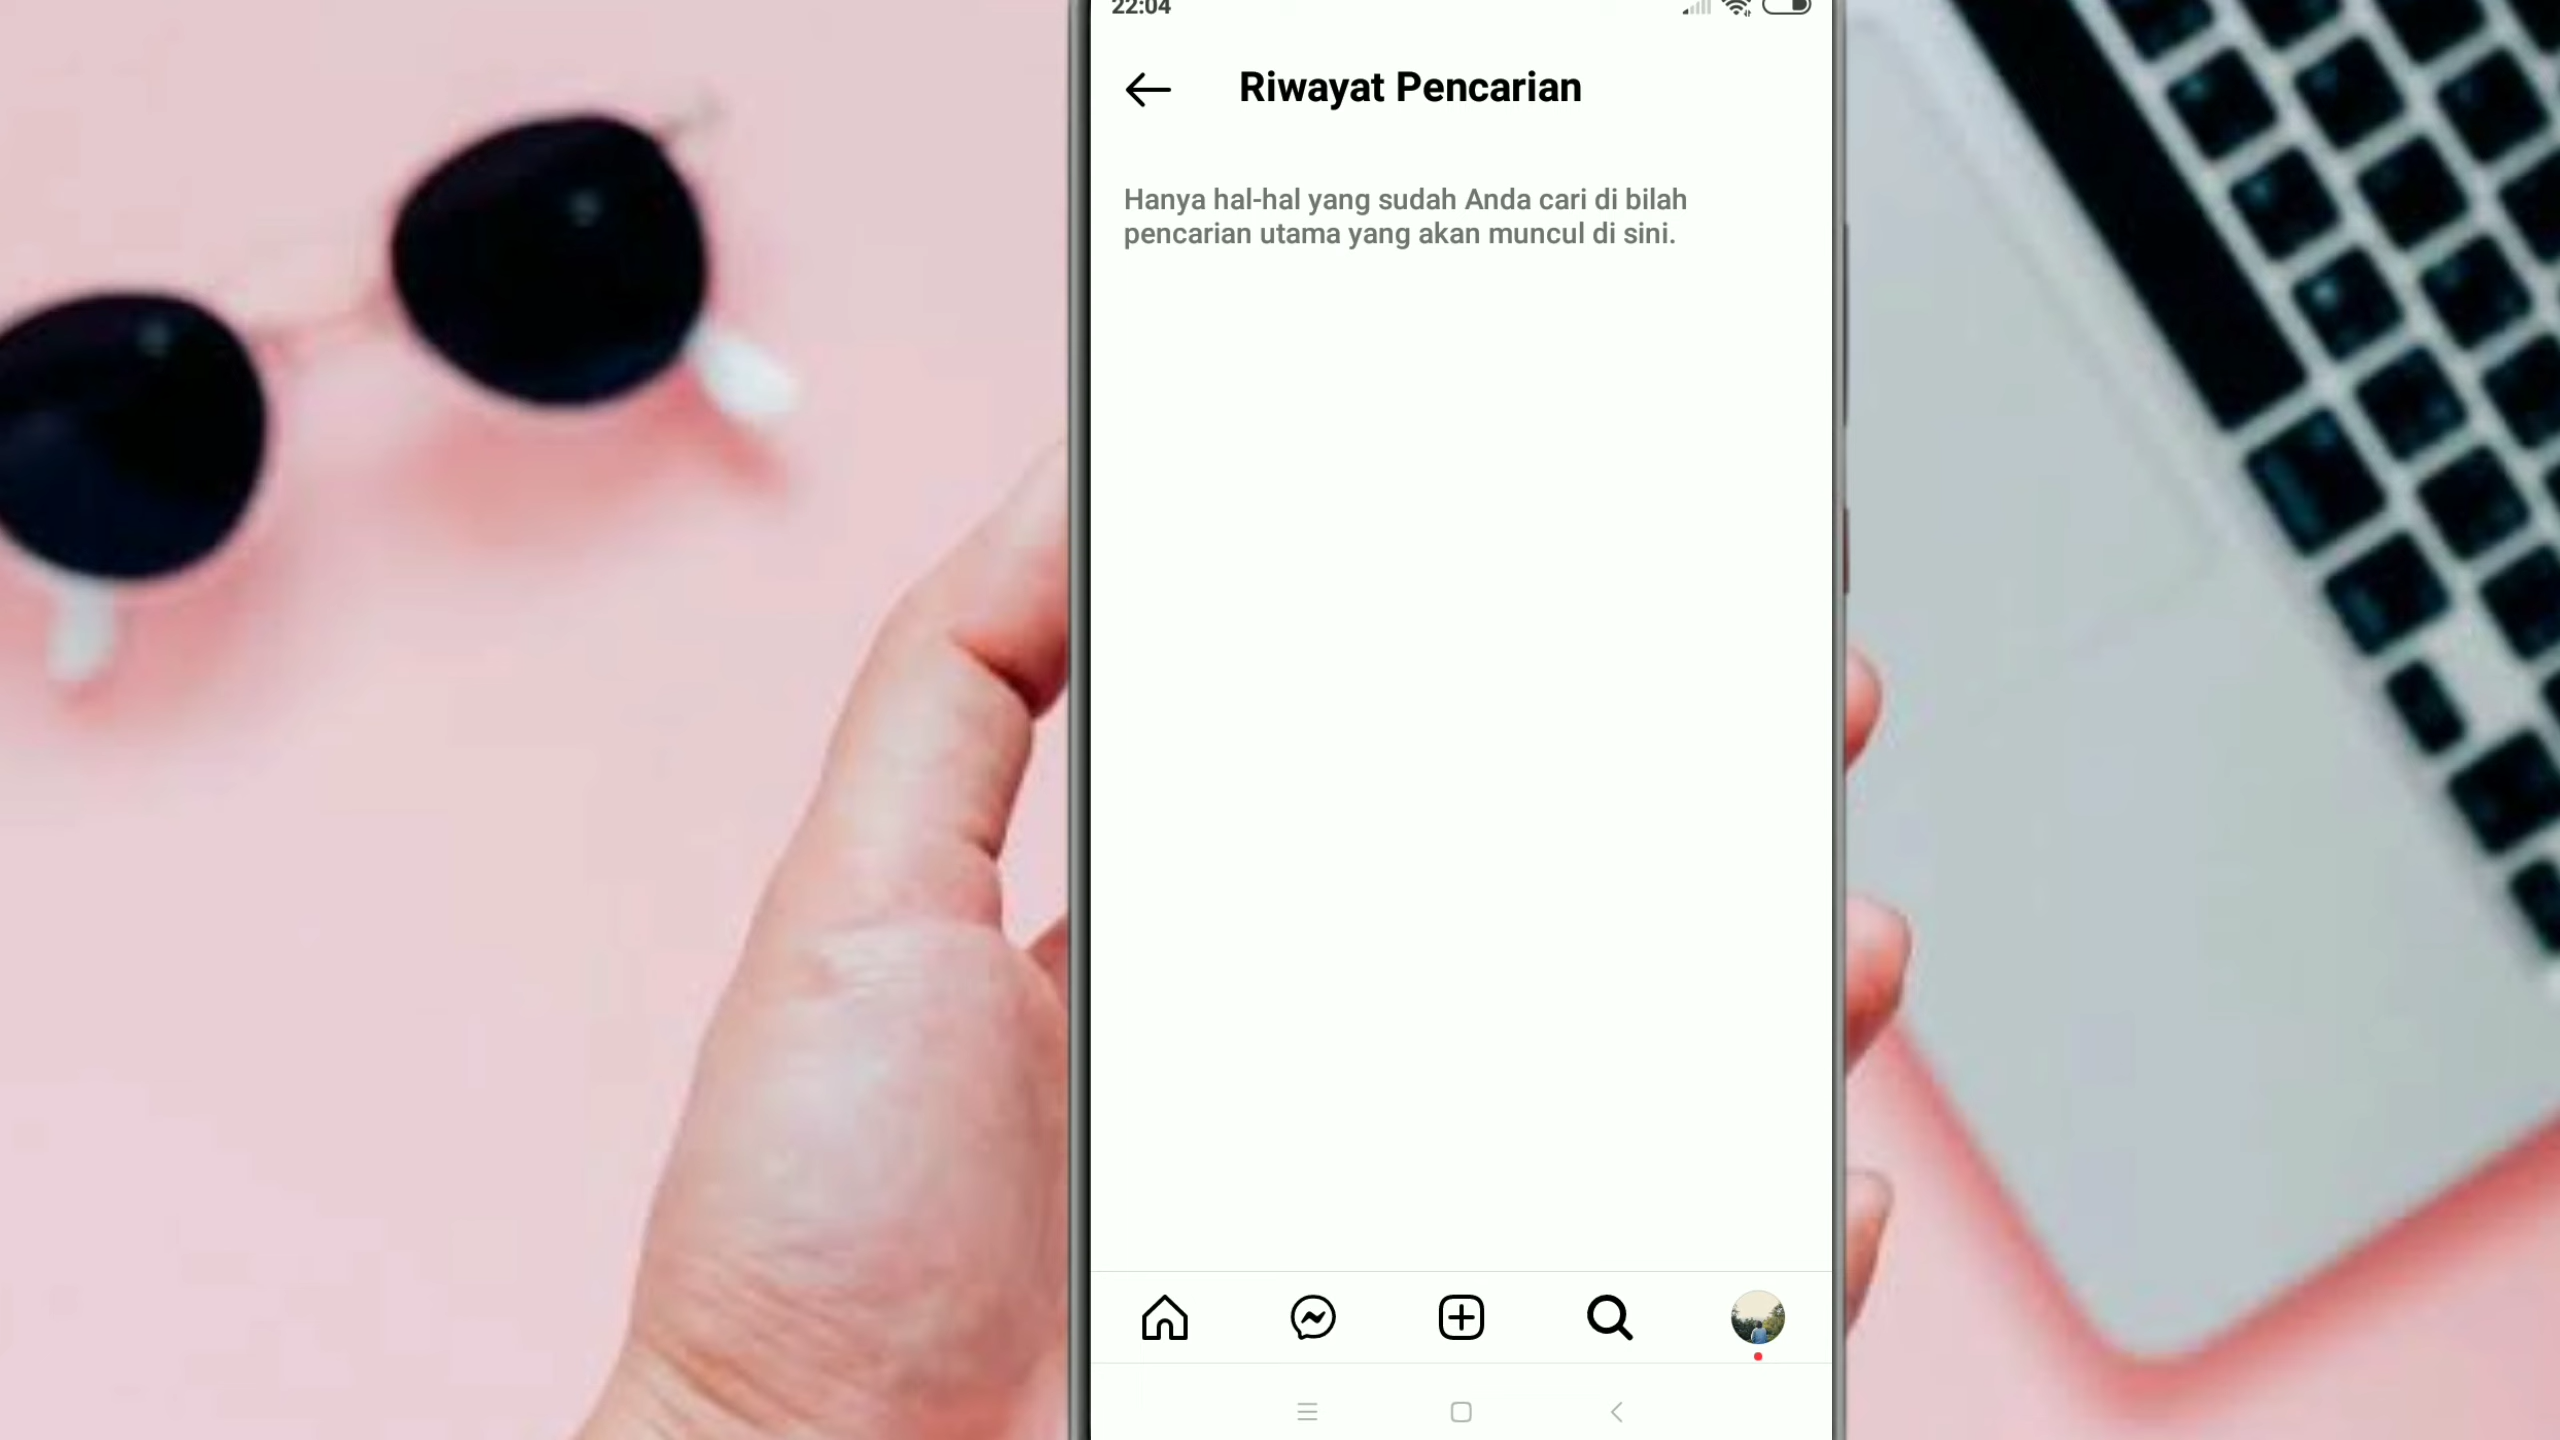 22:04
Riwayat Pencarian
Hanya hal-hal yang sudah Anda cari di bilah
pencarian utama yang akan muncul di sini.